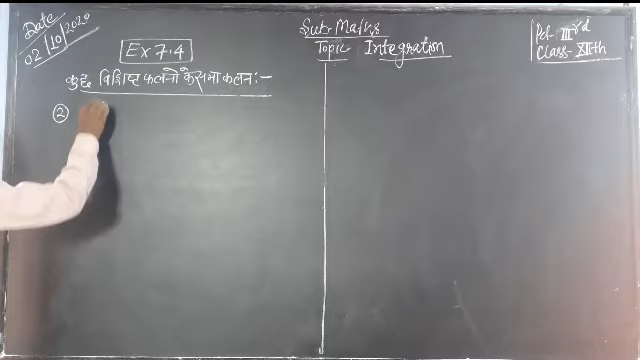 Date
02/10/2020
Sub- Maths
Topic Integration
Pd- IIIrd
Class- XIIth
Ex 7.4
कुछ विशिष्ट फलनों के समाकलन :-
②